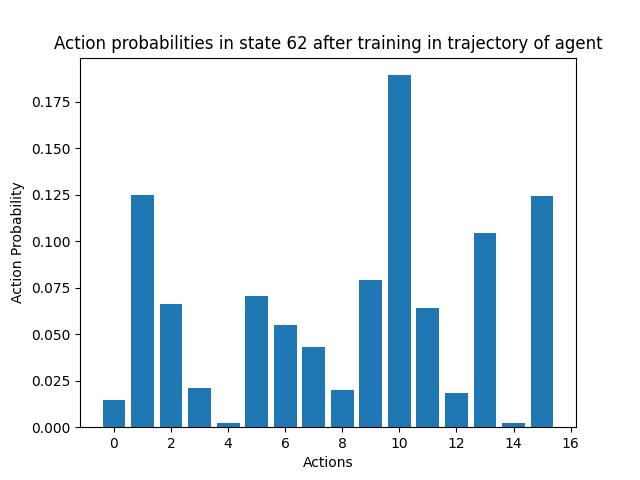 Action probabilities in state 62 after training in trajectory of agent
0.175
0.150
0.125
0.100
0.075
0.050
0.025
0.000
Action Probability
0 2 4 6 8 10 12 14 16
Actions